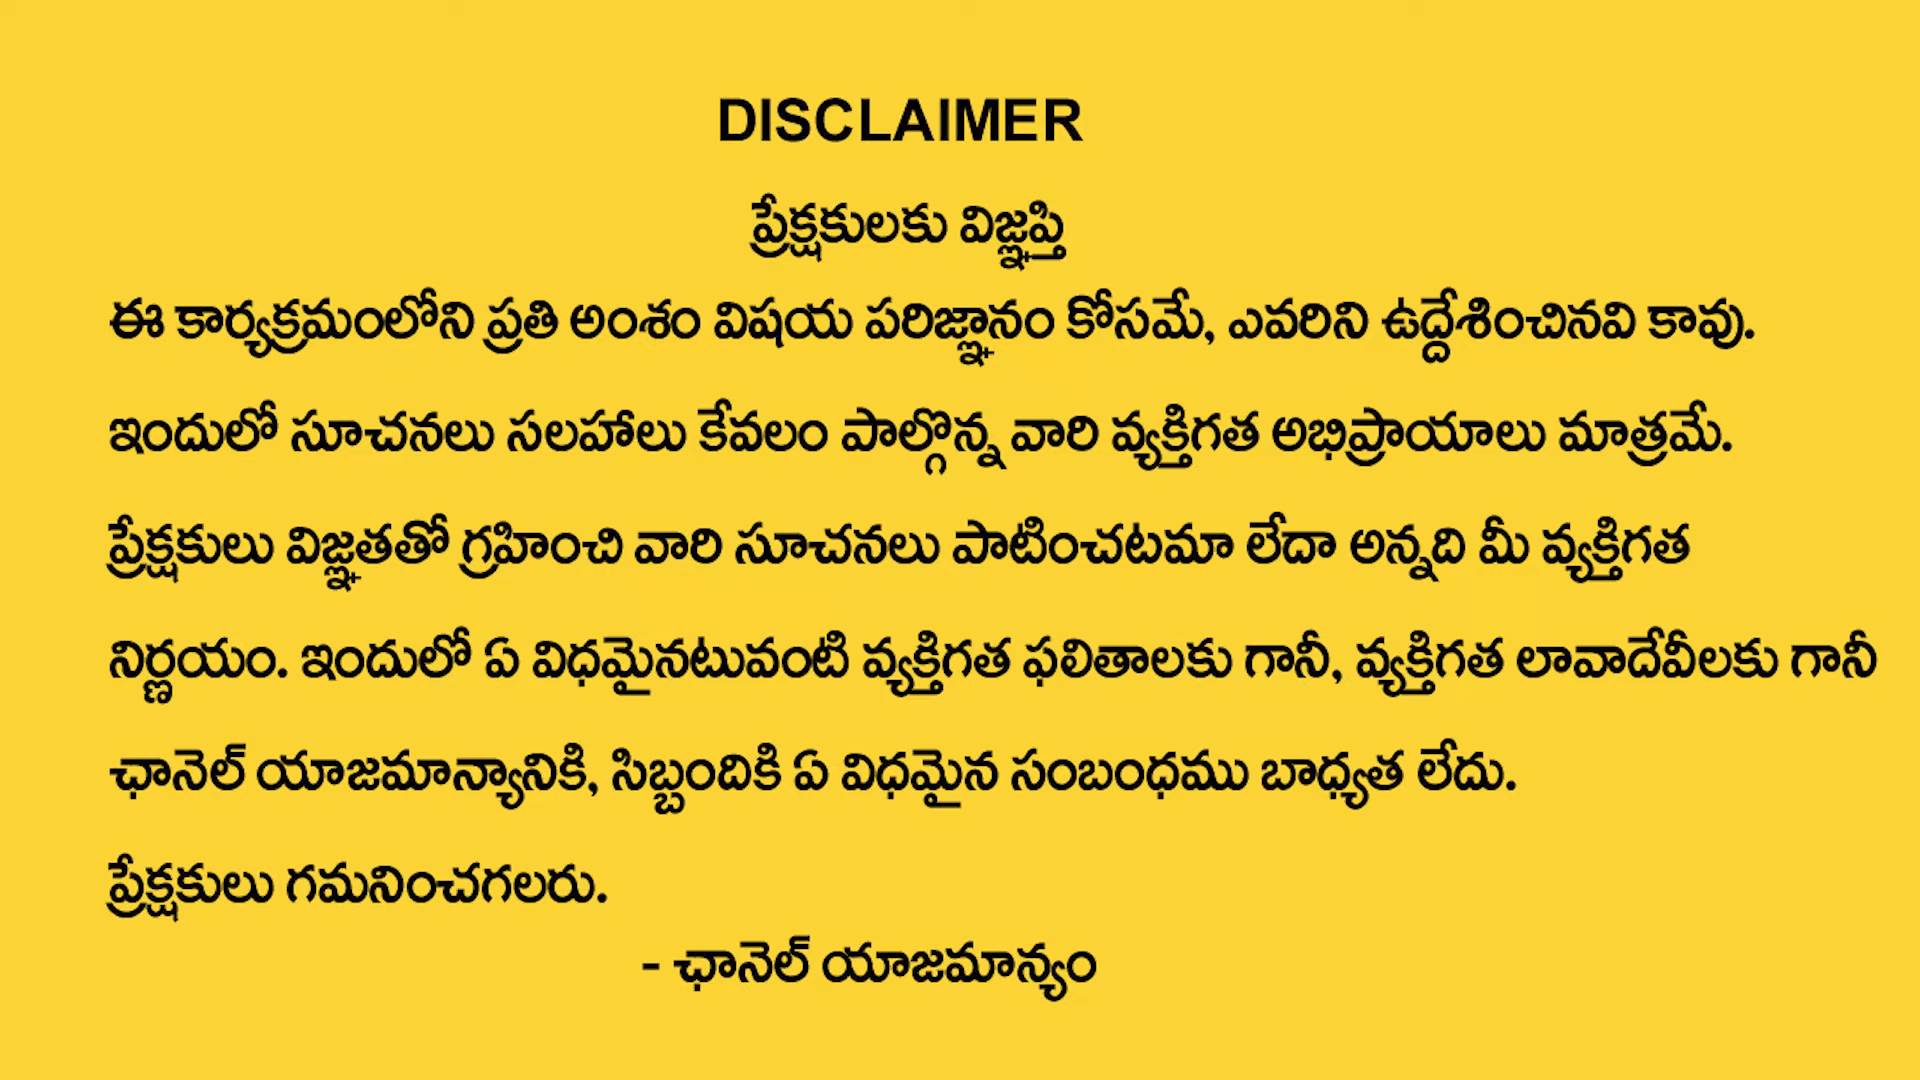 DISCLAIMER
ప్రేక్షకులకు విజ్ఞప్తి
ఈ కార్యక్రమంలోని ప్రతి అంశం విషయ పరిజ్ఞానం కోసమే, ఎవరిని ఉద్దేశించినవి కావు.
ఇందులో సూచనలు సలహాలు కేవలం పాల్గొన్న వారి వ్యక్తిగత అభిప్రాయాలు మాత్రమే.
ప్రేక్షకులు విజ్ఞతతో గ్రహించి వారి సూచనలు పాటించటమా లేదా అన్నది మీ వ్యక్తిగత
నిర్ణయం. ఇందులో ఏ విధమైనటువంటి వ్యక్తిగత ఫలితాలకు గానీ, వ్యక్తిగత లావాదేవీలకు గానీ
ఛానెల్ యాజమాన్యానికి, సిబ్బందికి ఏ విధమైన సంబంధము బాధ్యత లేదు.
ప్రేక్షకులు గమనించగలరు.
- ఛానెల్ యాజమాన్యం